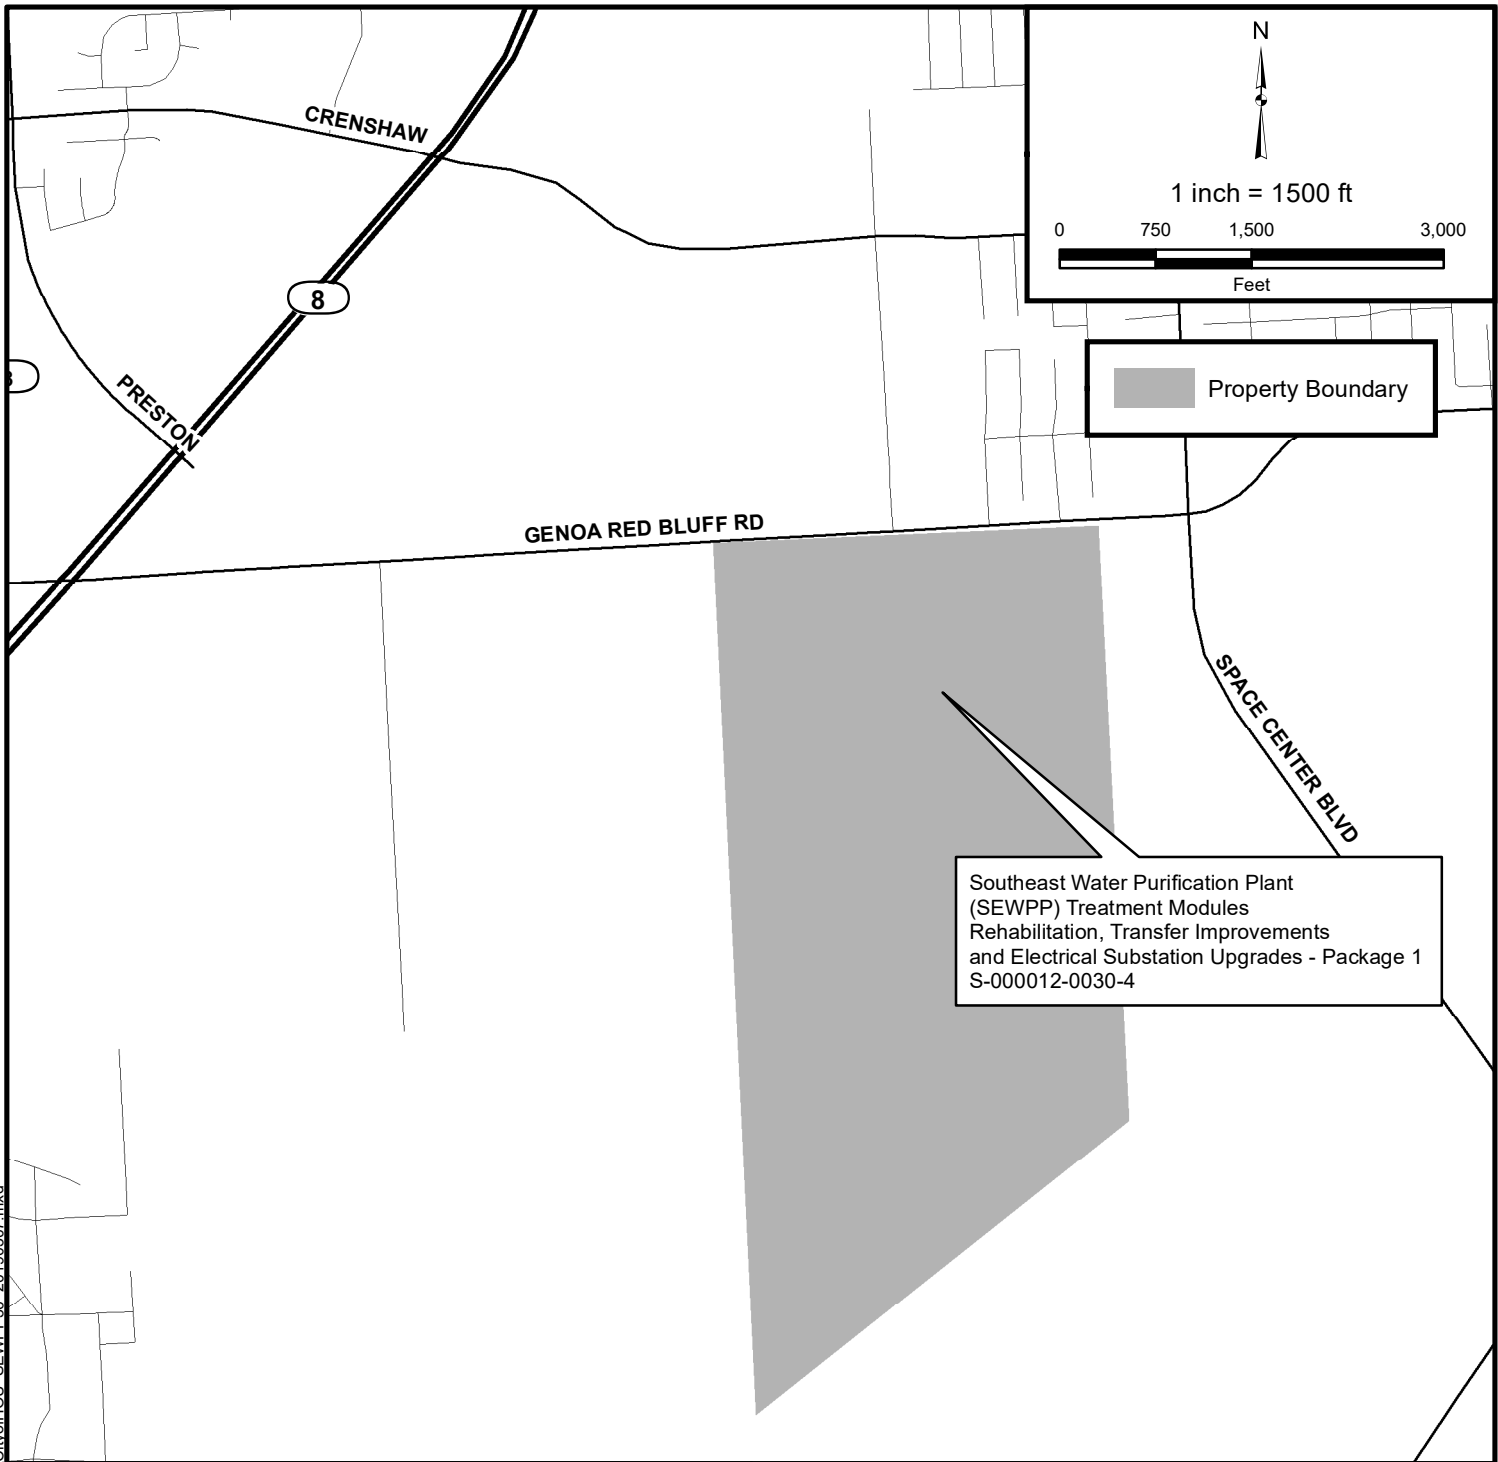 N
1 inch = 1500 ft
0 750 1,500 3,000
Feet
CRENSHAW
8
PRESTON
Property Boundary
GENOA RED BLUFF RD
SPACE CENTER BLVD
Southeast Water Purification Plant
(SEWPP) Treatment Modules
Rehabilitation, Transfer Improvements
and Electrical Substation Upgrades - Package 1
S-000012-0030-4